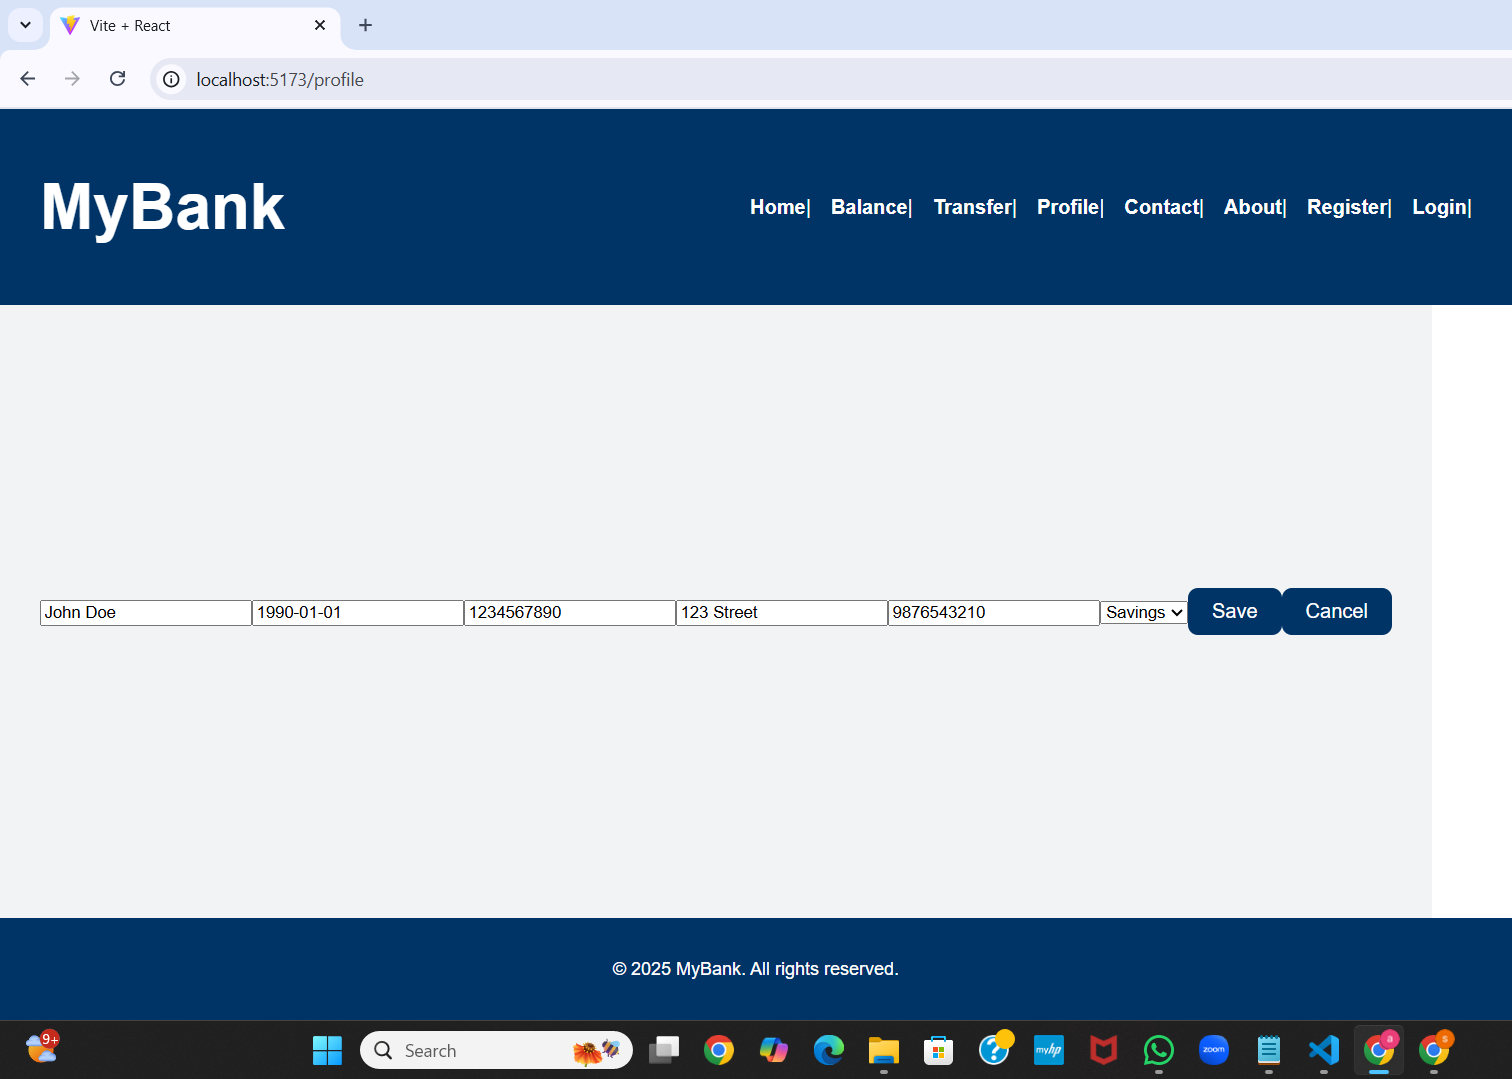 Vite + React
localhost:5173/profile
MyBank
Home| Balance| Transfer| Profile| Contact| About| Register| Login|
John Doe 1990-01-01 1234567890 123 Street 9876543210 Savings Save Cancel
© 2025 MyBank. All rights reserved.
9+ Search myhp zoom a s